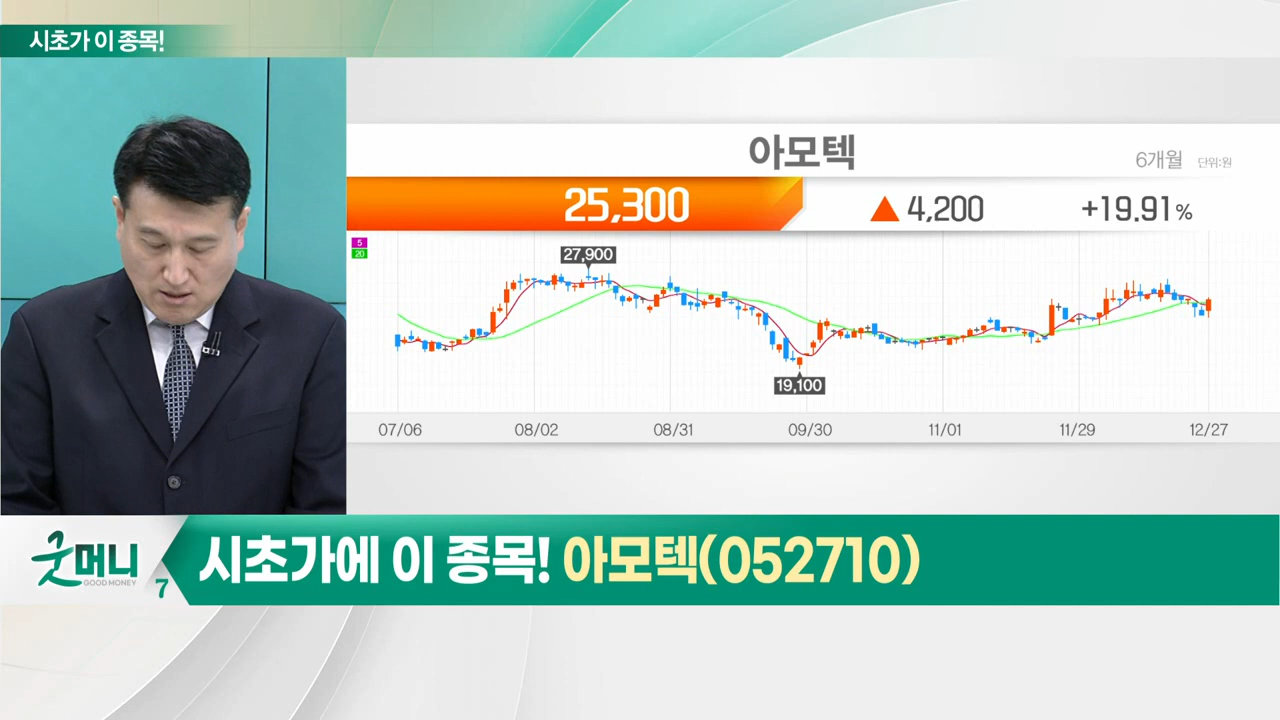 시초가 이 종목!
아모텍
6개월 단위:원
25,300 ▲ 4,200 +19.91%
5
20
27,900
19,100
07/06 08/02 08/31 09/30 11/01 11/29 12/27
굿머니
GOOD MONEY
7
시초가에 이 종목! 아모텍(052710)